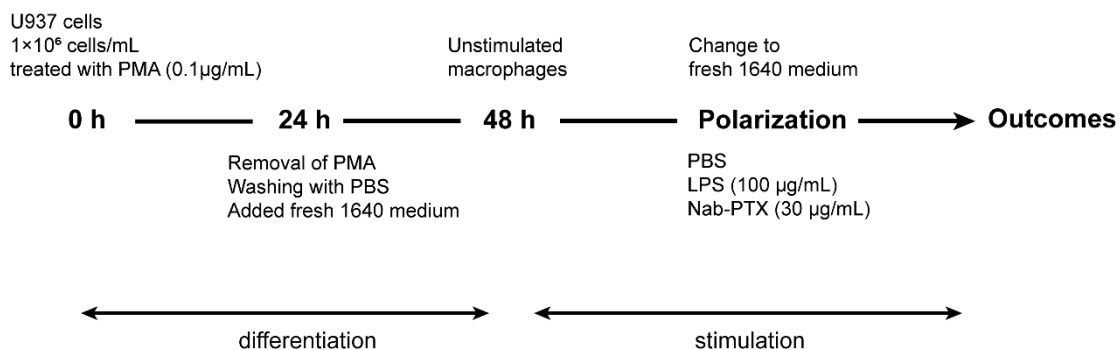 U937 cells
1×10⁶ cells/mL
treated with PMA (0.1μg/mL)
Unstimulated
macrophages
Change to
fresh 1640 medium
0 h
24 h
48 h
Polarization
Outcomes
Removal of PMA
Washing with PBS
Added fresh 1640 medium
PBS
LPS (100 μg/mL)
Nab-PTX (30 μg/mL)
differentiation
stimulation